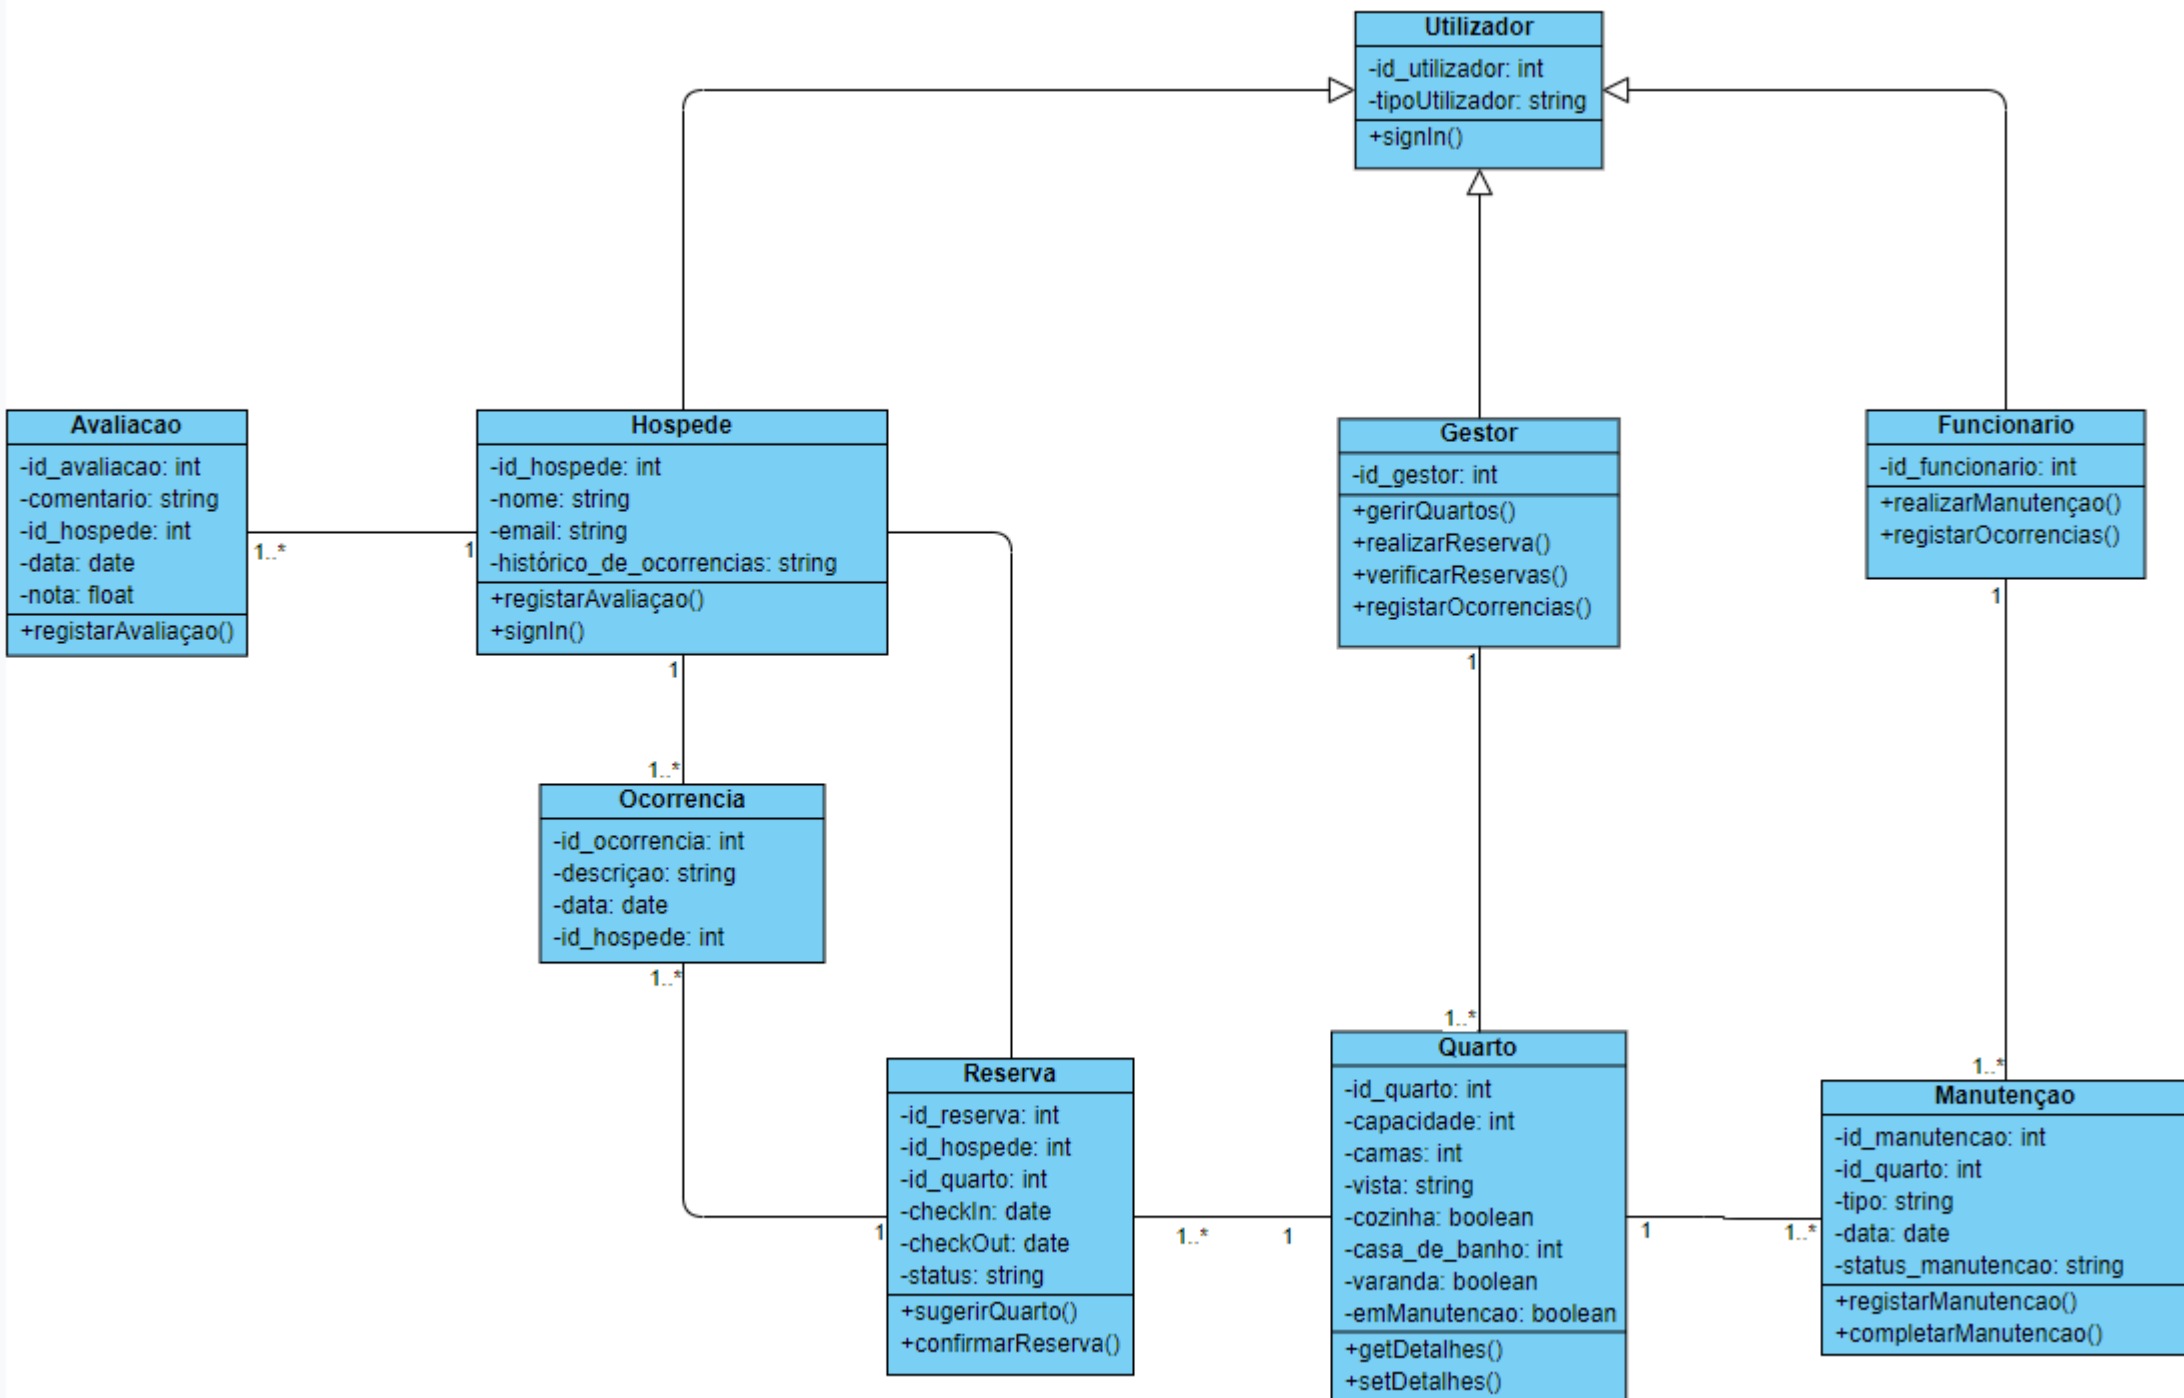 Utilizador
-id_utilizador: int
-tipoUtilizador: string
+signIn()
Avaliacao
-id_avaliacao: int
-comentario: string
-id_hospede: int
-data: date
-nota: float
+registarAvaliaçao()
1..*
1
Hospede
-id_hospede: int
-nome: string
-email: string
-histórico_de_ocorrencias: string
+registarAvaliaçao()
+signIn()
1
1..*
Gestor
-id_gestor: int
+gerirQuartos()
+realizarReserva()
+verificarReservas()
+registarOcorrencias()
1
1..*
Funcionario
-id_funcionario: int
+realizarManutençao()
+registarOcorrencias()
1
1..*
Ocorrencia
-id_ocorrencia: int
-descriçao: string
-data: date
-id_hospede: int
1..*
1
Reserva
-id_reserva: int
-id_hospede: int
-id_quarto: int
-checkIn: date
-checkOut: date
-status: string
+sugerirQuarto()
+confirmarReserva()
1..*
1
Quarto
-id_quarto: int
-capacidade: int
-camas: int
-vista: string
-cozinha: boolean
-casa_de_banho: int
-varanda: boolean
-emManutencao: boolean
+getDetalhes()
+setDetalhes()
1
1..*
Manutençao
-id_manutencao: int
-id_quarto: int
-tipo: string
-data: date
-status_manutencao: string
+registarManutencao()
+completarManutencao()